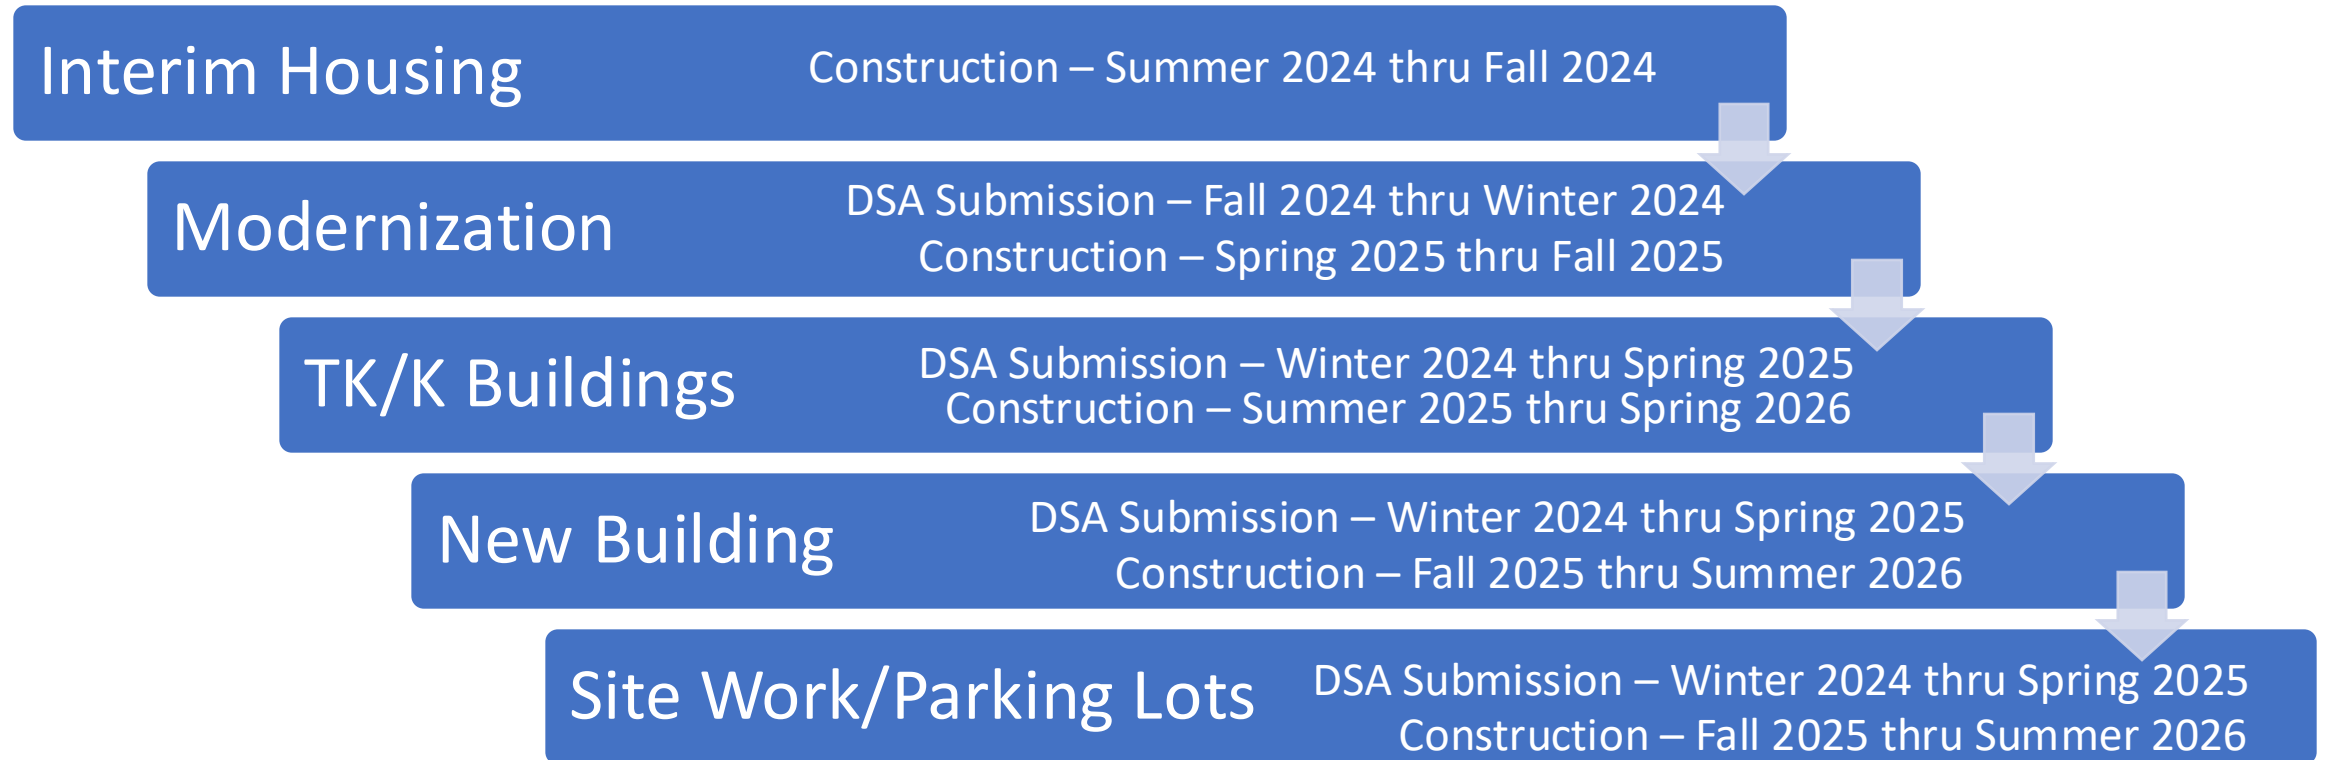 Interim Housing
Construction – Summer 2024 thru Fall 2024
Modernization
DSA Submission – Fall 2024 thru Winter 2024
Construction – Spring 2025 thru Fall 2025
TK/K Buildings
DSA Submission – Winter 2024 thru Spring 2025
Construction – Summer 2025 thru Spring 2026
New Building
DSA Submission – Winter 2024 thru Spring 2025
Construction – Fall 2025 thru Summer 2026
Site Work/Parking Lots
DSA Submission – Winter 2024 thru Spring 2025
Construction – Fall 2025 thru Summer 2026